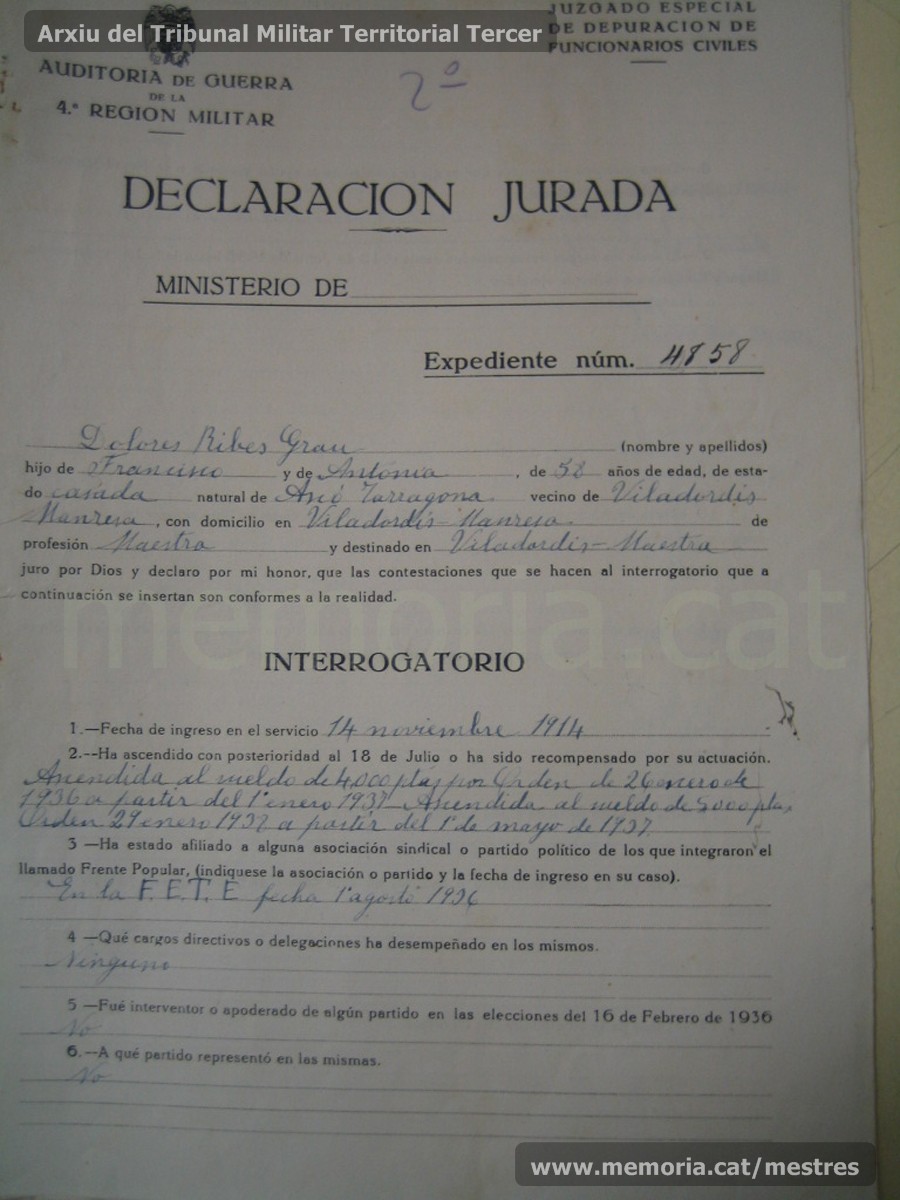 Arxiu del Tribunal Militar Territorial Tercer
JUZGADO ESPECIAL
DE DEPURACION DE
FUNCIONARIOS CIVILES
AUDITORIA DE GUERRA
DE LA
4.ª REGION MILITAR
2º
DECLARACION JURADA
MINISTERIO DE
Expediente núm. 4858
Dolores Ribes Grau (nombre y apellidos)
hijo de Francisco y de Antónia, de 58 años de edad, de esta-
do casada natural de Tarragona vecino de Viladordis
Manresa, con domicilio en Viladordis-Manresa de
profesión Maestra y destinado en Viladordis-Maestra
juro por Dios y declaro por mi honor, que las contestaciones que se hacen al interrogatorio que a
continuación se insertan son conformes a la realidad.
memoria.cat
INTERROGATORIO
1.—Fecha de ingreso en el servicio 14 noviembre 1914
2.--Ha ascendido con posterioridad al 18 de Julio o ha sido recompensado por su actuación.
Ascendida al sueldo de 4,000 ptas por Orden de 26 enero de
1936 a partir del 1º enero 1937- Ascendida al sueldo de 5000 ptas
Orden 29 enero 1937 a partir del 1º de mayo de 1937
3 —Ha estado afiliado a alguna asociación sindical o partido político de los que integraron el
llamado Frente Popular, (indíquese la asociación o partido y la fecha de ingreso en su caso).
En la F.E.T.E fecha 1º agosto 1936
4 —Qué cargos directivos o delegaciones ha desempeñado en los mismos.
Ninguno
5 —Fué interventor o apoderado de algún partido en las elecciones del 16 de Febrero de 1936
No
6.—A qué partido representó en las mismas.
No
www.memoria.cat/mestres